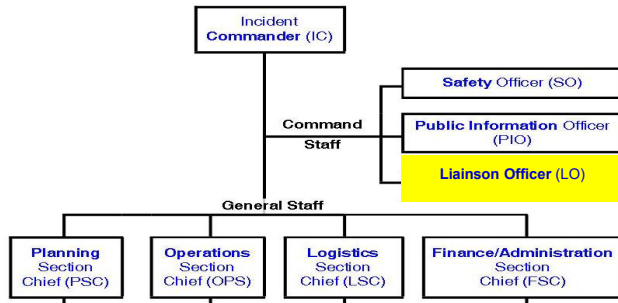 Incident
Commander (IC)
Safety Officer (SO)
Command
Staff
Public Information Officer
(PIO)
Liainson Officer (LO)
General Staff
Planning
Section
Chief (PSC)
Operations
Section
Chief (OPS)
Logistics
Section
Chief (LSC)
Finance/Administration
Section
Chief (FSC)